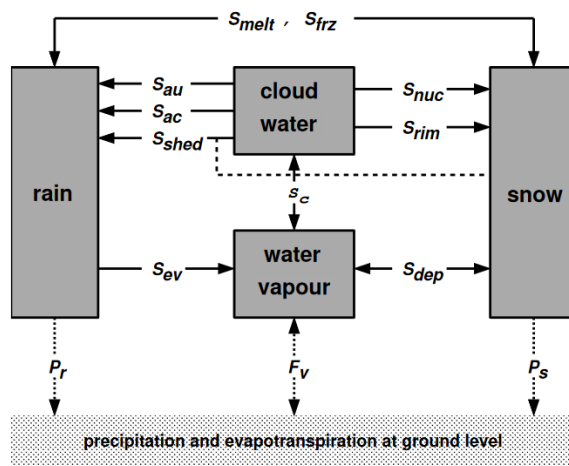 S_melt , S_frz
S_au
cloud
water
S_nuc
S_ac
S_rim
S_shed
rain
snow
S_c
S_ev
water
vapour
S_dep
P_r
F_v
P_s
precipitation and evapotranspiration at ground level